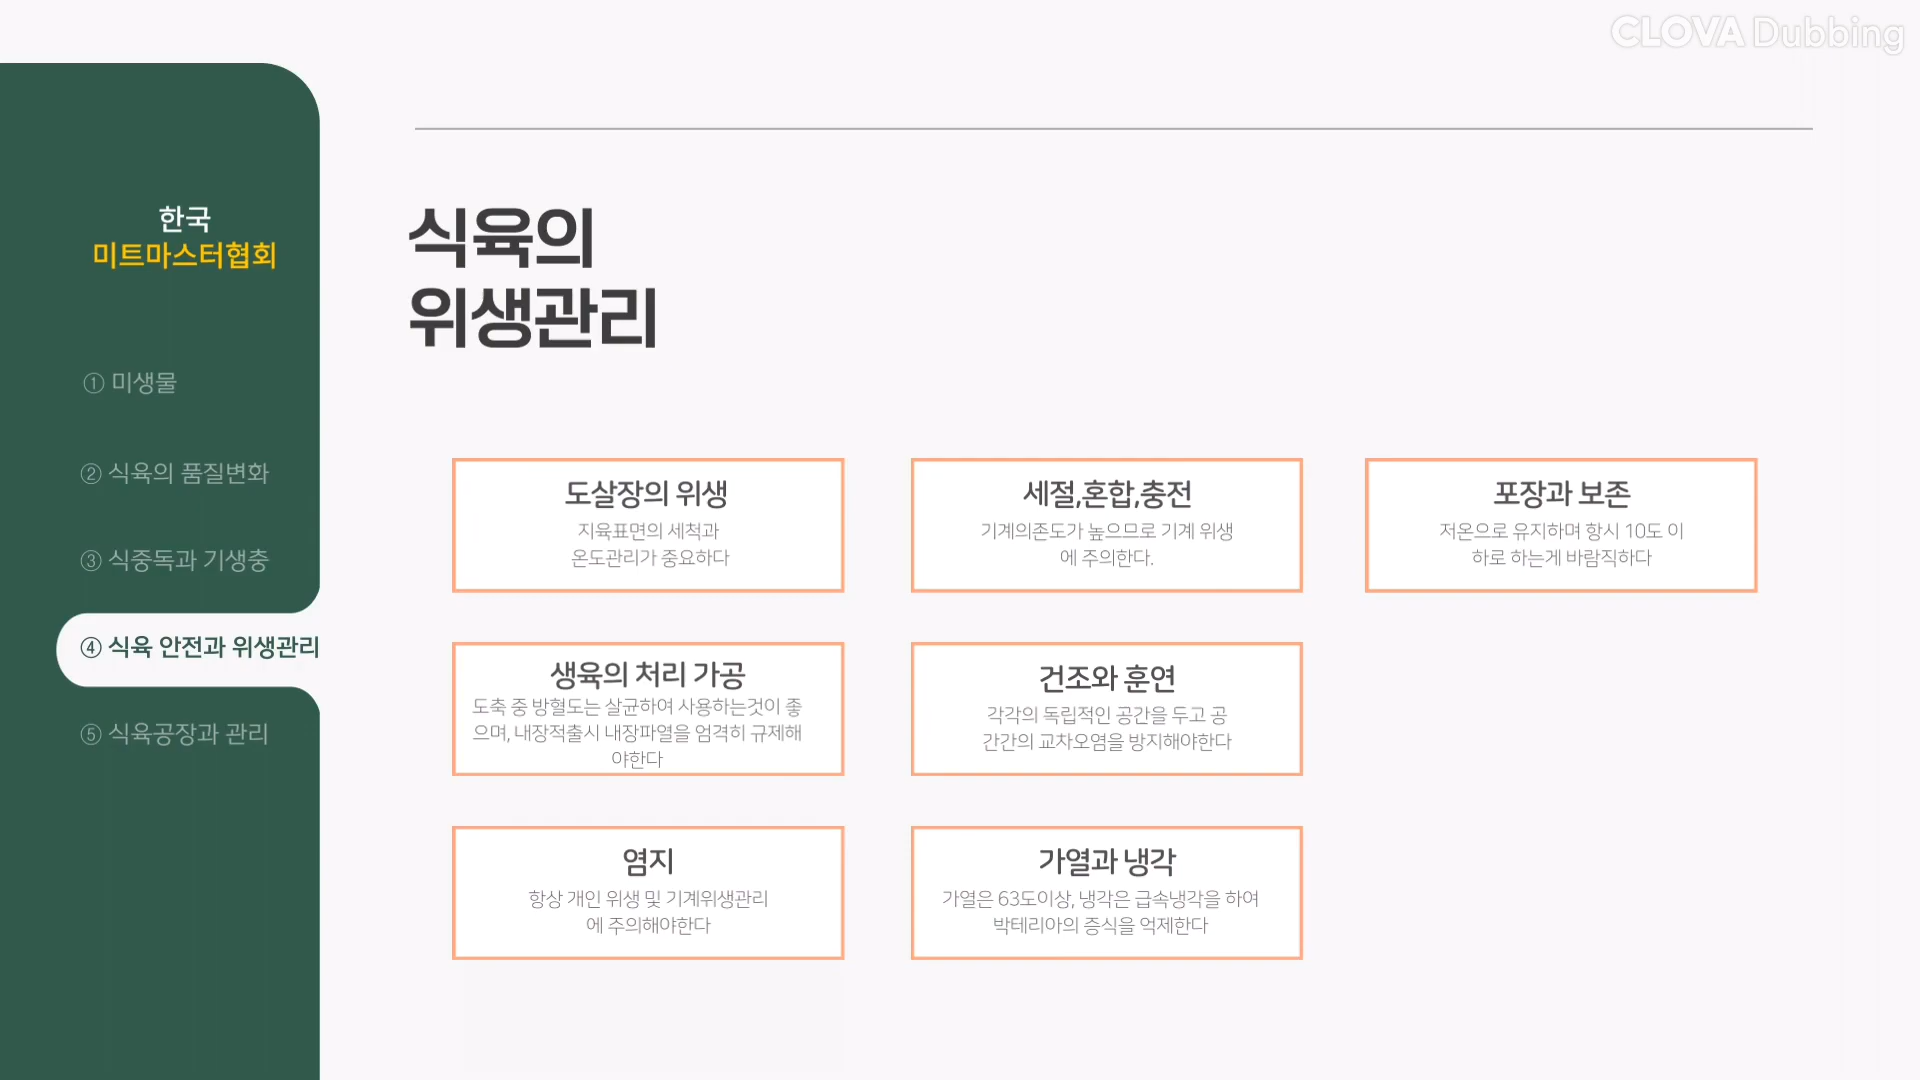 CLOVA Dubbing
한국
미트마스터협회
① 미생물
② 식육의 품질변화
③ 식중독과 기생충
④ 식육 안전과 위생관리
⑤ 식육공장과 관리
식육의
위생관리
도살장의 위생
지육표면의 세척과
온도관리가 중요하다
생육의 처리 가공
도축 중 방혈도는 살균하여 사용하는것이 좋
으며, 내장적출시 내장파열을 엄격히 규제해
야한다
염지
항상 개인 위생 및 기계위생관리
에 주의해야한다
세절,혼합,충전
기계의존도가 높으므로 기계 위생
에 주의한다.
건조와 훈연
각각의 독립적인 공간을 두고 공
간간의 교차오염을 방지해야한다
가열과 냉각
가열은 63도이상, 냉각은 급속냉각을 하여
박테리아의 증식을 억제한다
포장과 보존
저온으로 유지하며 항시 10도 이
하로 하는게 바람직하다